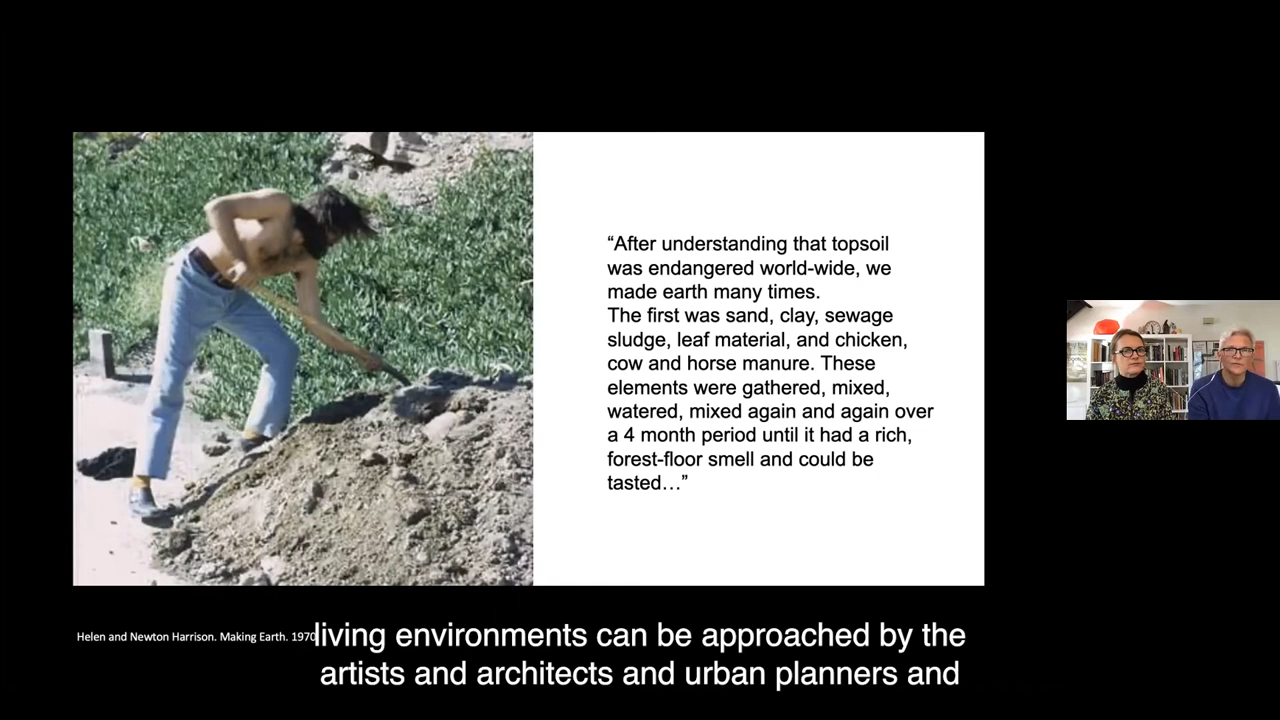 “After understanding that topsoil
was endangered world-wide, we
made earth many times.
The first was sand, clay, sewage
sludge, leaf material, and chicken,
cow and horse manure. These
elements were gathered, mixed,
watered, mixed again and again over
a 4 month period until it had a rich,
forest-floor smell and could be
tasted…”
Helen and Newton Harrison. Making Earth. 1970
living environments can be approached by the
artists and architects and urban planners and